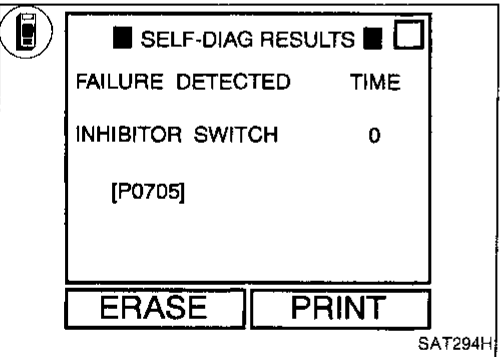 SELF-DIAG RESULTS
FAILURE DETECTED TIME
INHIBITOR SWITCH 0
[P0705]
ERASE PRINT
SAT294H